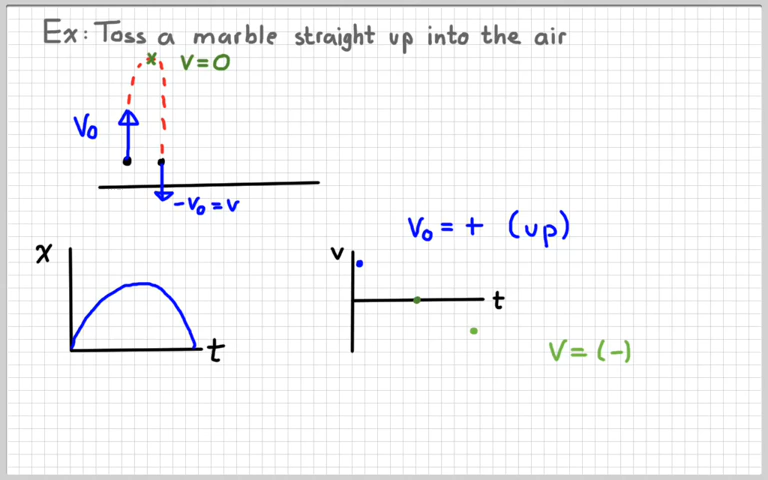 Ex: Toss a marble straight up into the air
v=0
V₀
-V₀ = v
V₀ = + (up)
x
v
t
t
V = (-)